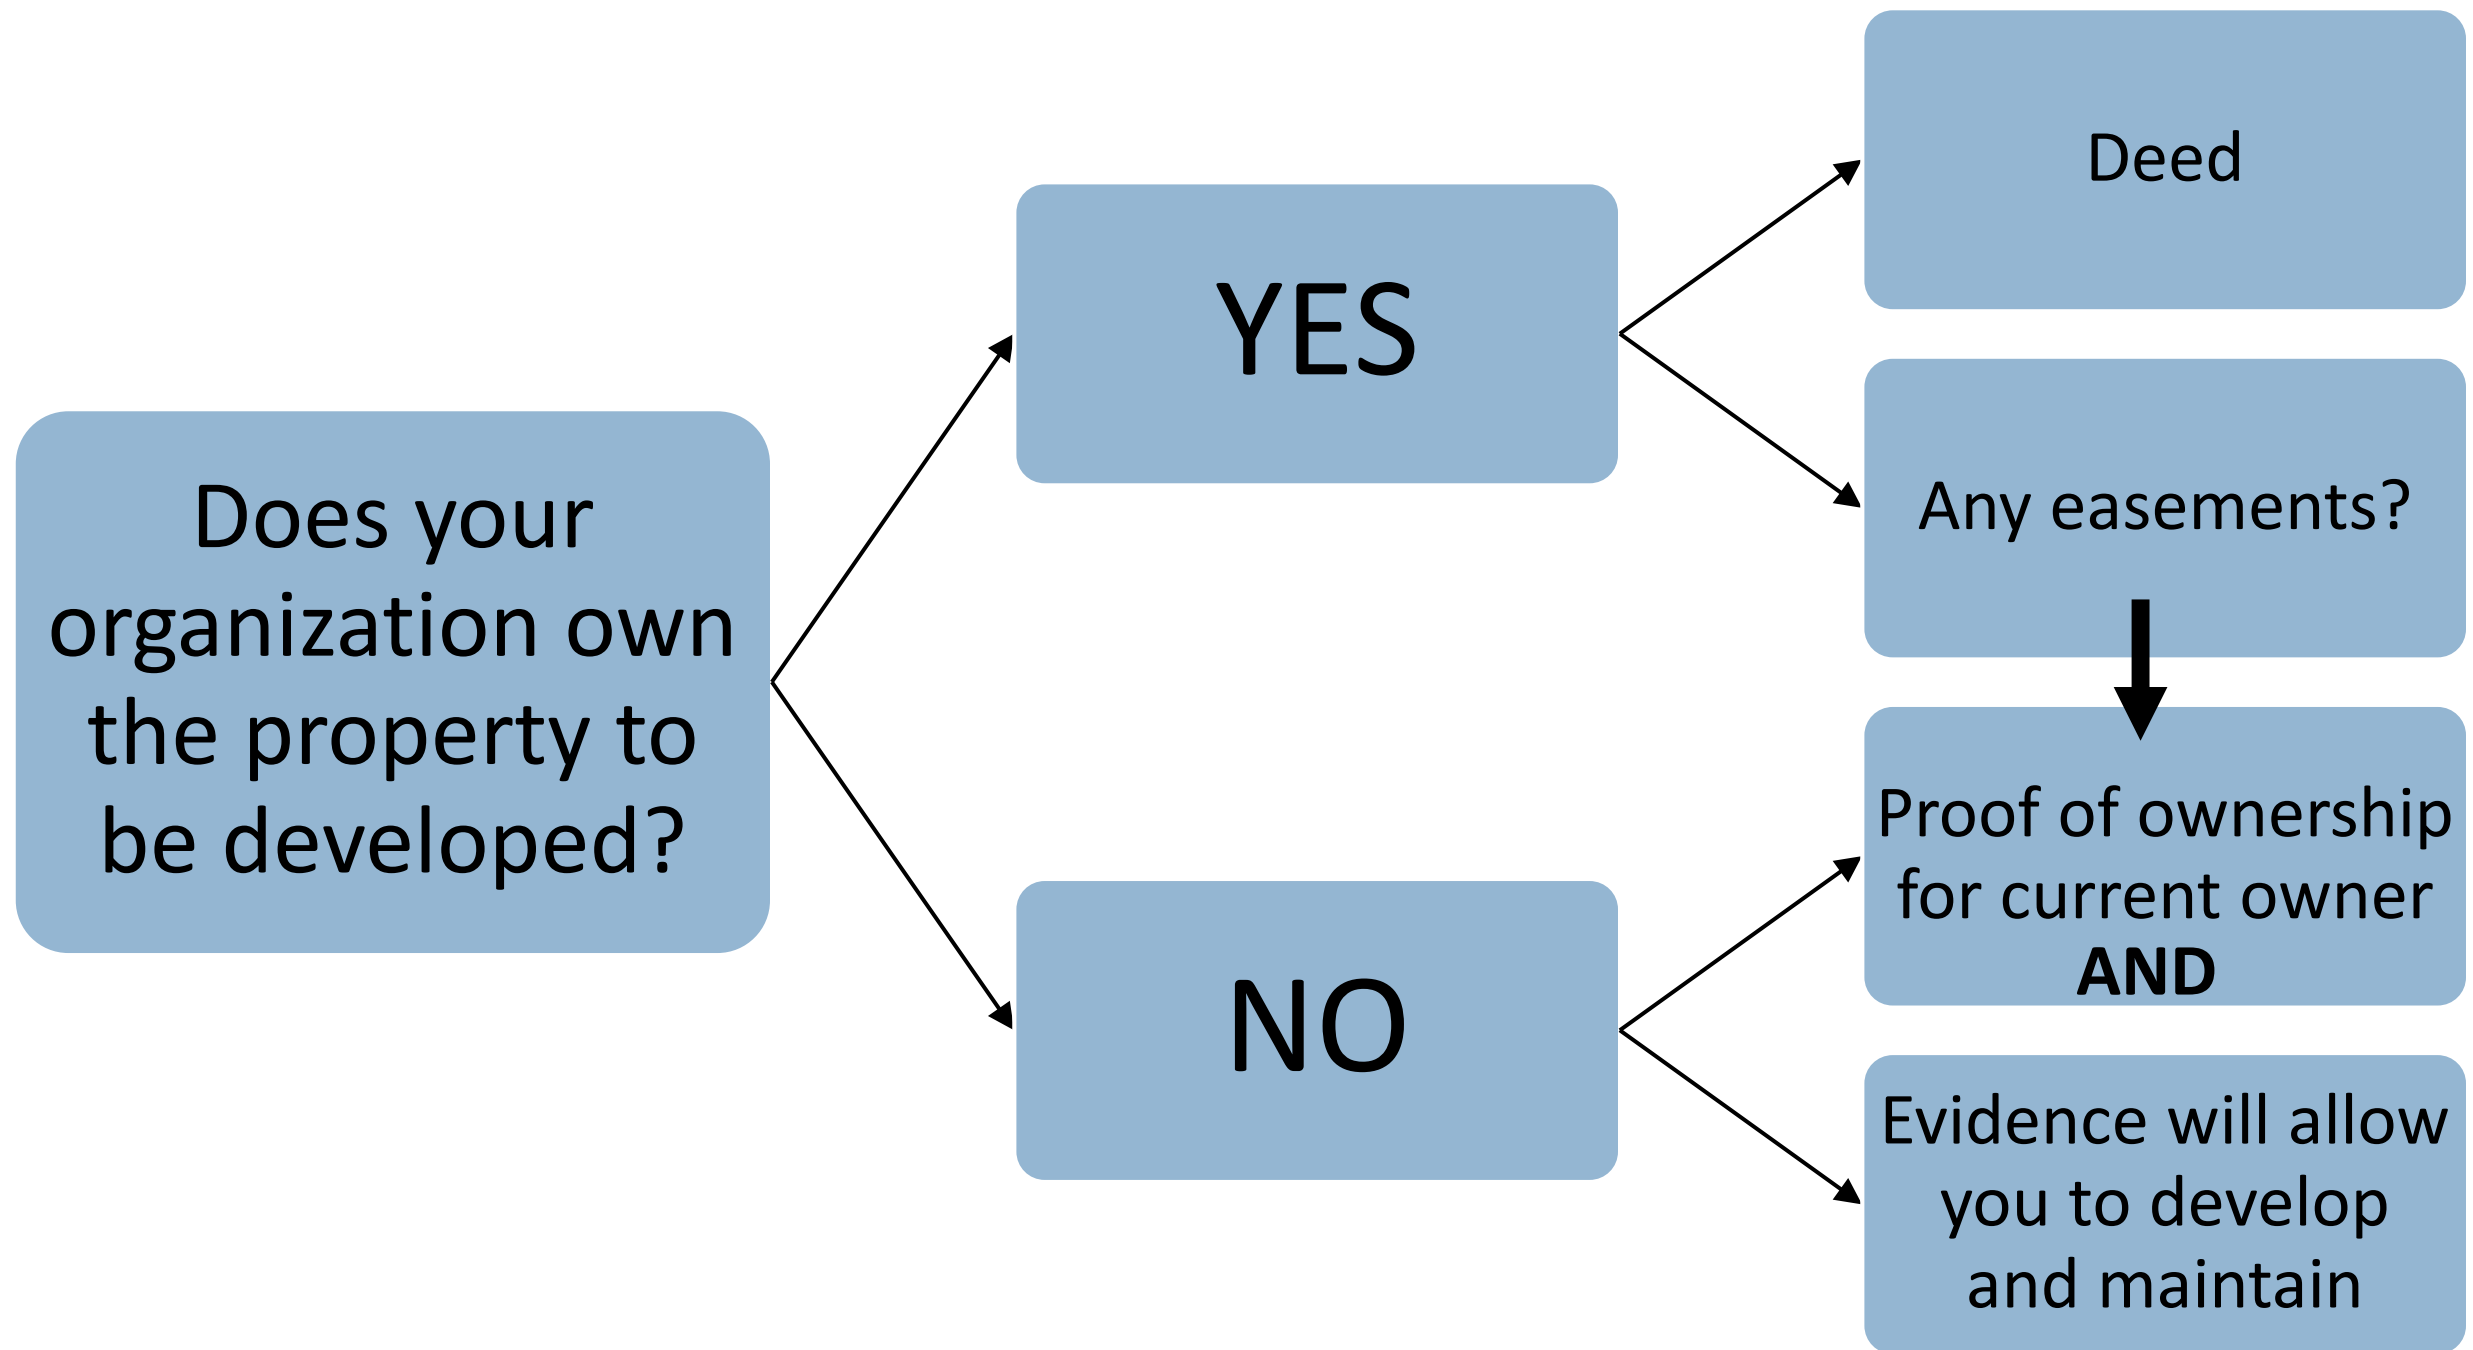 Does your
organization own
the property to
be developed?
YES
NO
Deed
Any easements?
Proof of ownership
for current owner
AND
Evidence will allow
you to develop
and maintain